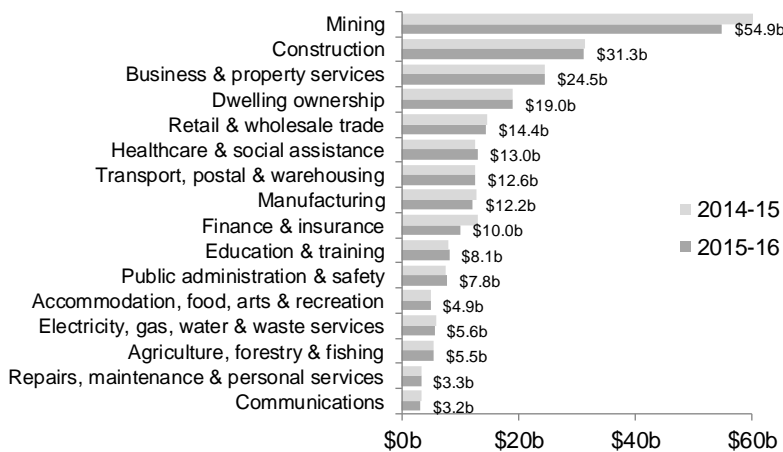 Mining
$54.9b
Construction
$31.3b
Business & property services
$24.5b
Dwelling ownership
$19.0b
Retail & wholesale trade
$14.4b
Healthcare & social assistance
$13.0b
Transport, postal & warehousing
$12.6b
Manufacturing
$12.2b
Finance & insurance
$10.0b
Education & training
$8.1b
Public administration & safety
$7.8b
Accommodation, food, arts & recreation
$4.9b
Electricity, gas, water & waste services
$5.6b
Agriculture, forestry & fishing
$5.5b
Repairs, maintenance & personal services
$3.3b
Communications
$3.2b
2014-15
2015-16
$0b $20b $40b $60b